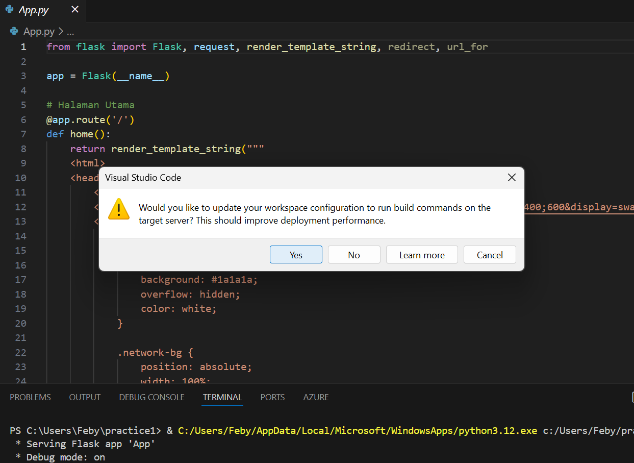 App.py
App.py > ...
1 from flask import Flask, request, render_template_string, redirect, url_for
2
3 app = Flask(__name__)
4
5 # Halaman Utama
6 @app.route('/')
7 def home():
8 return render_template_string("""
9 <html>
10 <head
Visual Studio Code
11 <
Would you like to update your workspace configuration to run build commands on the
12 < 400;600&display=swa
target server? This should improve deployment performance.
13 <
14
15
Yes No Learn more Cancel
16
17 background: #1a1a1a;
18 overflow: hidden;
19 color: white;
20 }
21
22 .network-bg {
23 position: absolute;
24 width: 100%;
PROBLEMS OUTPUT DEBUG CONSOLE TERMINAL PORTS AZURE
PS C:\Users\Feby\practice1> & C:/Users/Feby/AppData/Local/Microsoft/WindowsApps/python3.12.exe c:/Users/Feby/pra
* Serving Flask app 'App'
* Debug mode: on